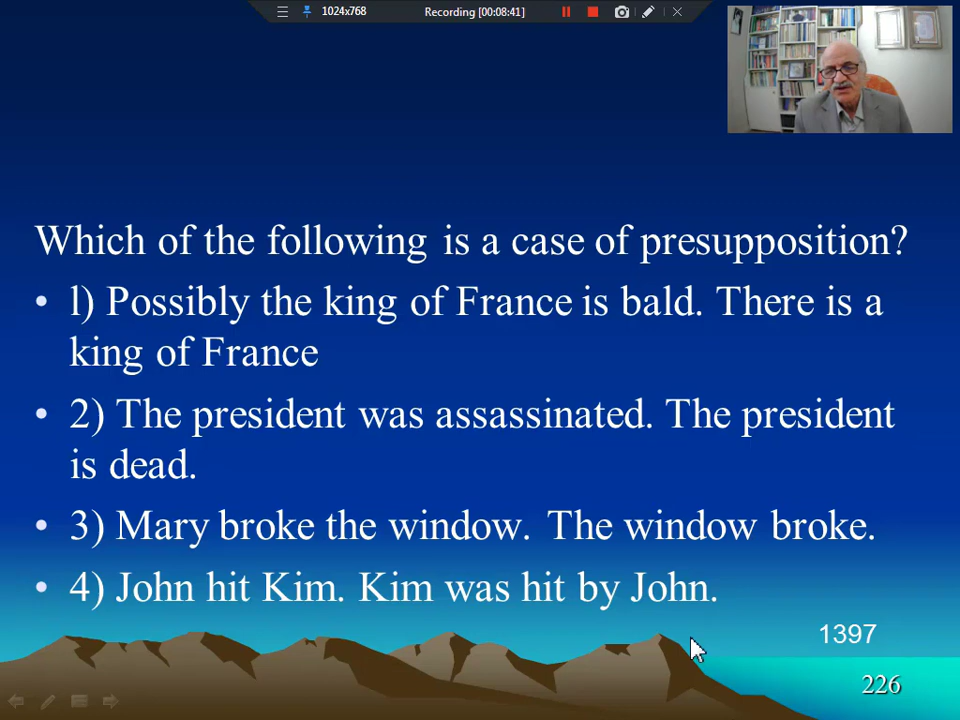 1024x768 Recording [00:08:41]
Which of the following is a case of presupposition?
• l) Possibly the king of France is bald. There is a
king of France
• 2) The president was assassinated. The president
is dead.
• 3) Mary broke the window. The window broke.
• 4) John hit Kim. Kim was hit by John.
1397
226